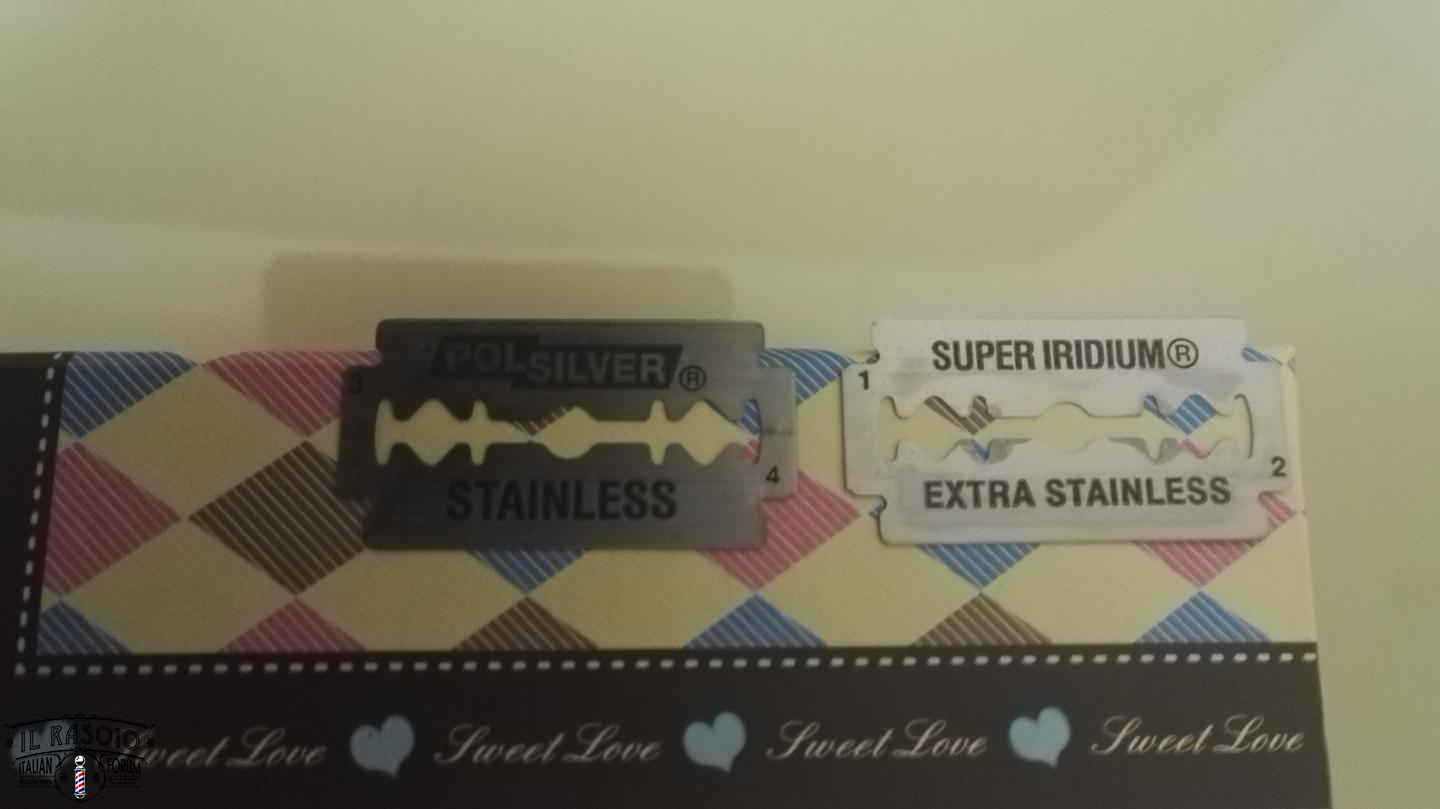 POLSILVER®
3
4
STAINLESS
SUPER IRIDIUM®
1
2
EXTRA STAINLESS
Sweet Love Sweet Love Sweet Love Sweet Love
IL RASOIO
ITALIAN FORUM